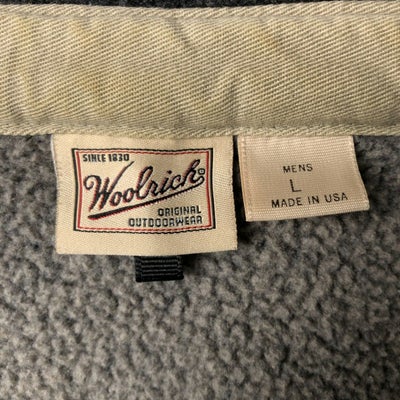 SINCE 1830
Woolrich®
ORIGINAL
OUTDOORWEAR
MENS
L
MADE IN USA